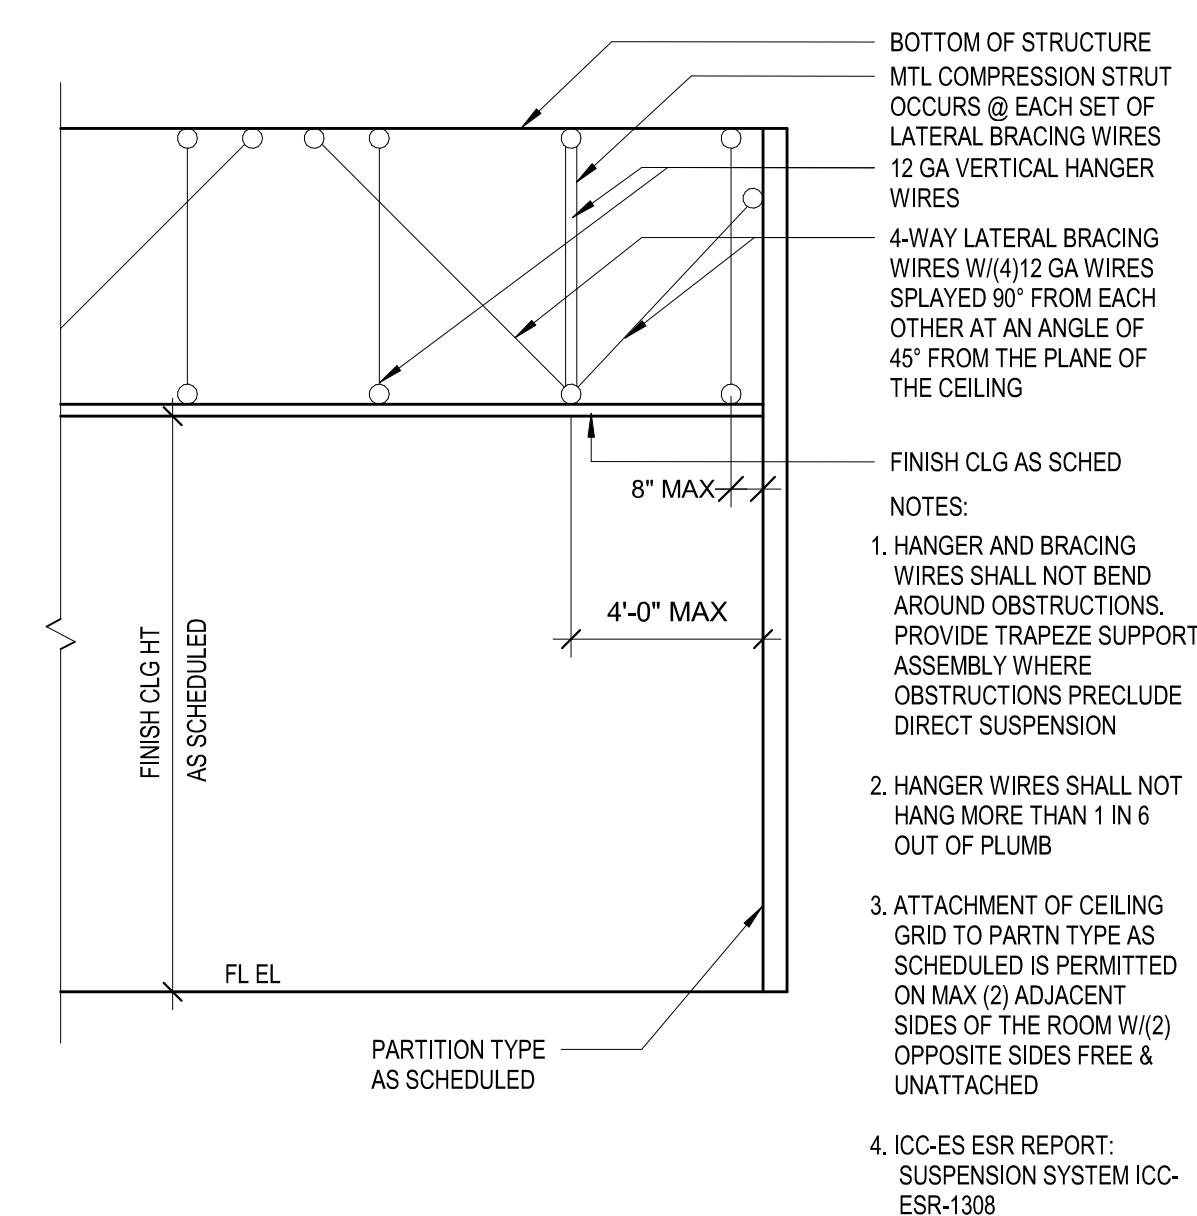 BOTTOM OF STRUCTURE
MTL COMPRESSION STRUT
OCCURS @ EACH SET OF
LATERAL BRACING WIRES
12 GA VERTICAL HANGER
WIRES
4-WAY LATERAL BRACING
WIRES W/(4)12 GA WIRES
SPLAYED 90° FROM EACH
OTHER AT AN ANGLE OF
45° FROM THE PLANE OF
THE CEILING
FINISH CLG AS SCHED
8" MAX
4'-0" MAX
FINISH CLG HT
AS SCHEDULED
FL EL
PARTITION TYPE
AS SCHEDULED
NOTES:
1. HANGER AND BRACING
WIRES SHALL NOT BEND
AROUND OBSTRUCTIONS.
PROVIDE TRAPEZE SUPPORT
ASSEMBLY WHERE
OBSTRUCTIONS PRECLUDE
DIRECT SUSPENSION
2. HANGER WIRES SHALL NOT
HANG MORE THAN 1 IN 6
OUT OF PLUMB
3. ATTACHMENT OF CEILING
GRID TO PARTN TYPE AS
SCHEDULED IS PERMITTED
ON MAX (2) ADJACENT
SIDES OF THE ROOM W/(2)
OPPOSITE SIDES FREE &
UNATTACHED
4. ICC-ES ESR REPORT:
SUSPENSION SYSTEM ICC-
ESR-1308